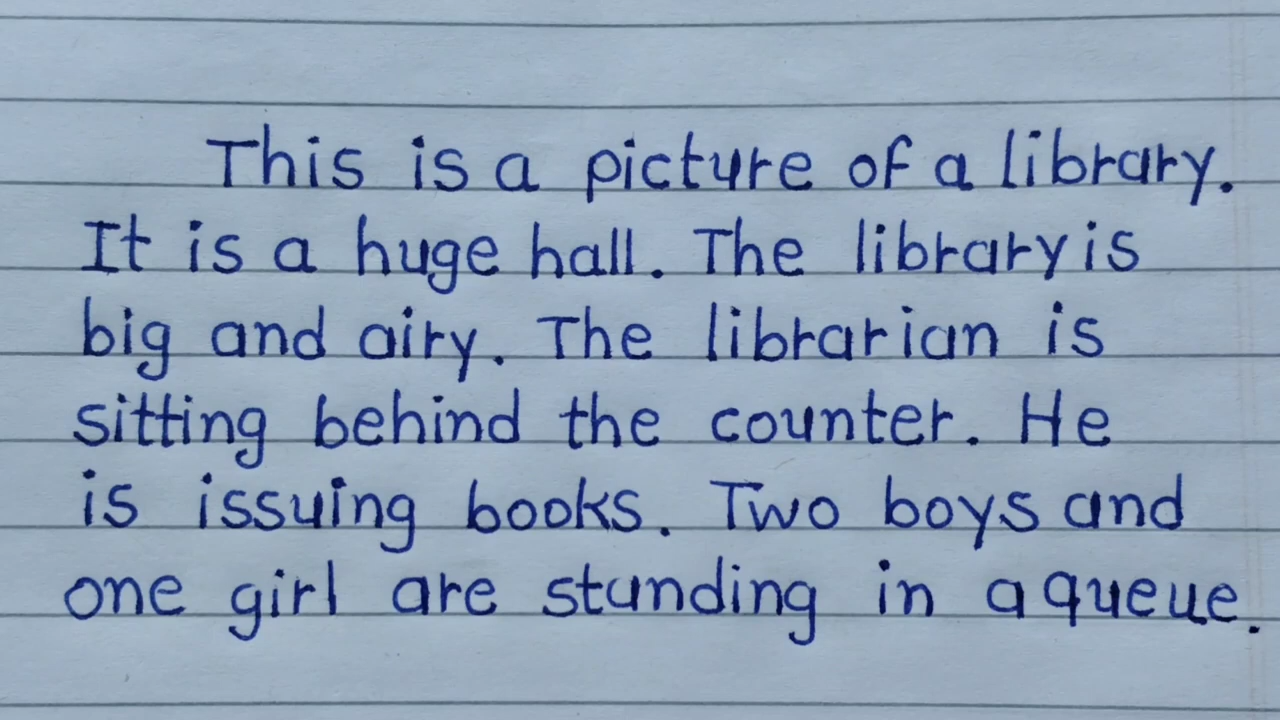 This is a picture of a library.
It is a huge hall. The library is
big and airy. The librarian is
sitting behind the counter. He
is issuing books. Two boys and
one girl are standing in a queue.